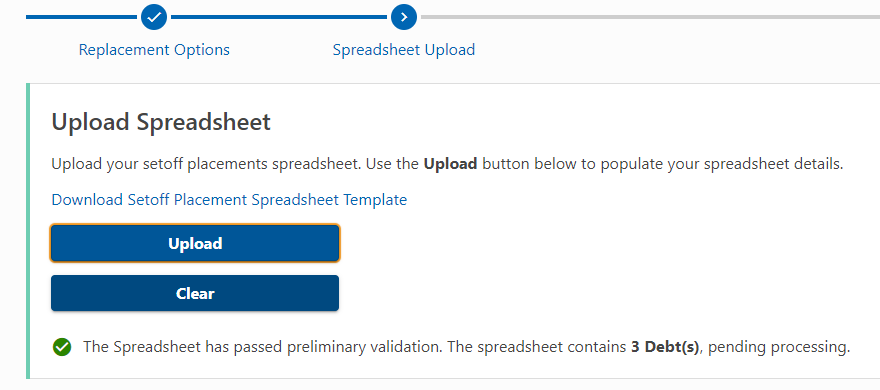 Replacement Options
Spreadsheet Upload
Upload Spreadsheet
Upload your setoff placements spreadsheet. Use the Upload button below to populate your spreadsheet details.
Download Setoff Placement Spreadsheet Template
Upload
Clear
The Spreadsheet has passed preliminary validation. The spreadsheet contains 3 Debt(s), pending processing.